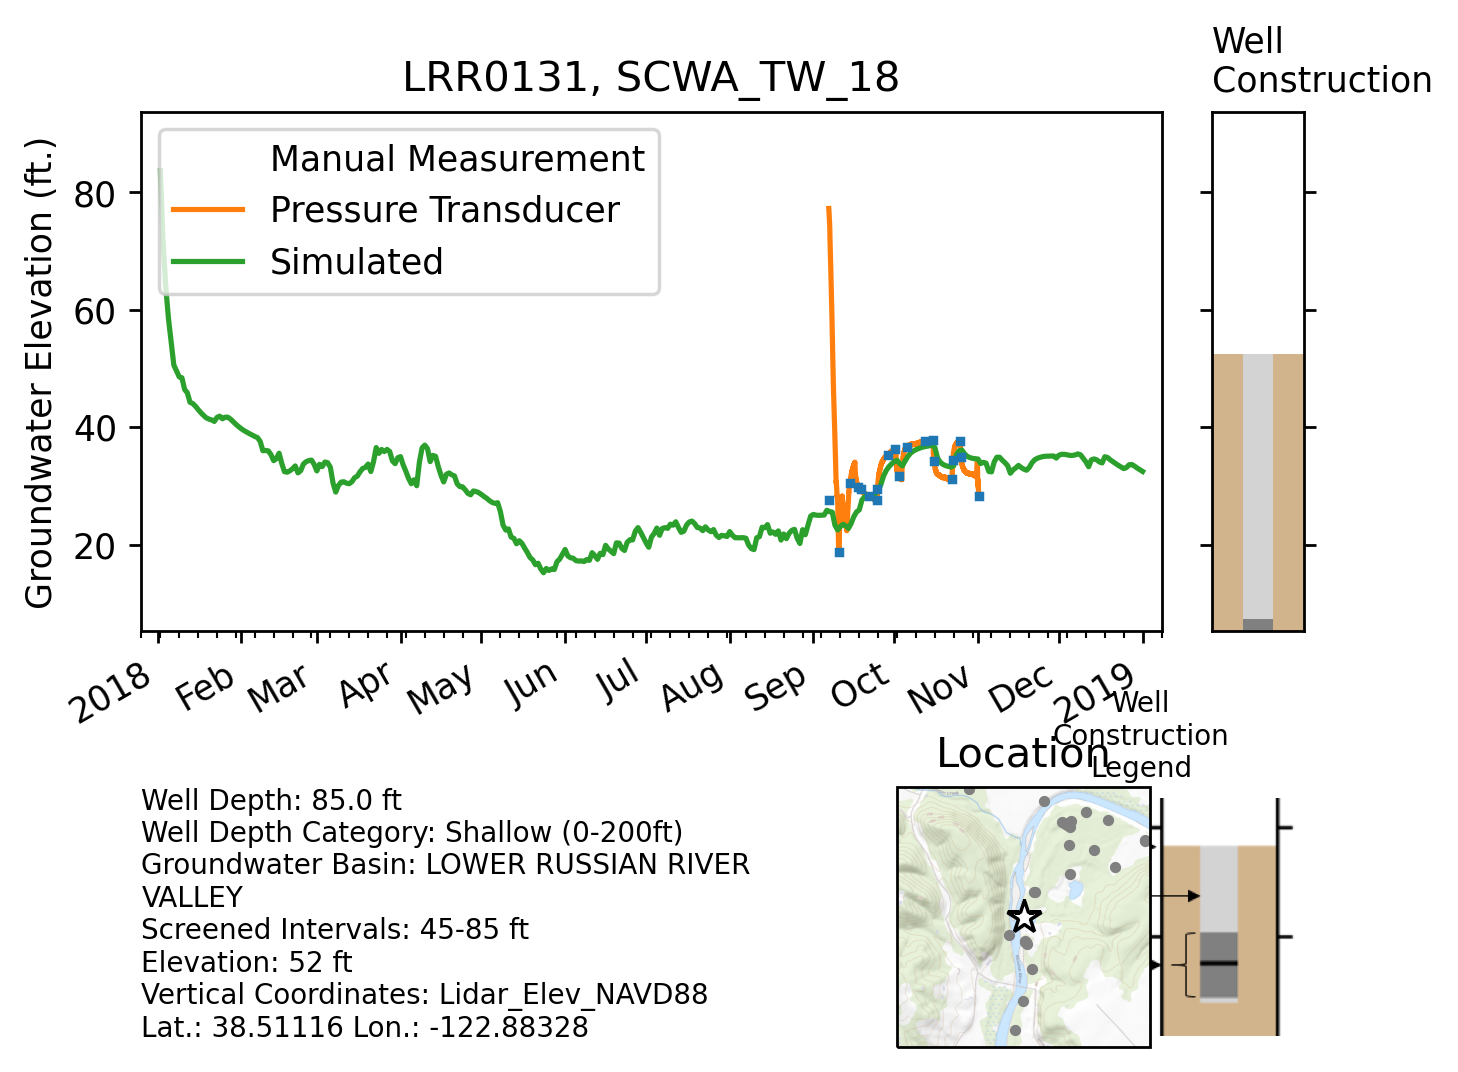 Well
Construction
LRR0131, SCWA_TW_18
Groundwater Elevation (ft.)
80
60
40
20
Manual Measurement
Pressure Transducer
Simulated
2018
Feb
Mar
Apr
May
Jun
Jul
Aug
Sep
Oct
Nov
Dec
2019
Well
Construction
Legend
Location
Well Depth: 85.0 ft
Well Depth Category: Shallow (0-200ft)
Groundwater Basin: LOWER RUSSIAN RIVER
VALLEY
Screened Intervals: 45-85 ft
Elevation: 52 ft
Vertical Coordinates: Lidar_Elev_NAVD88
Lat.: 38.51116 Lon.: -122.88328